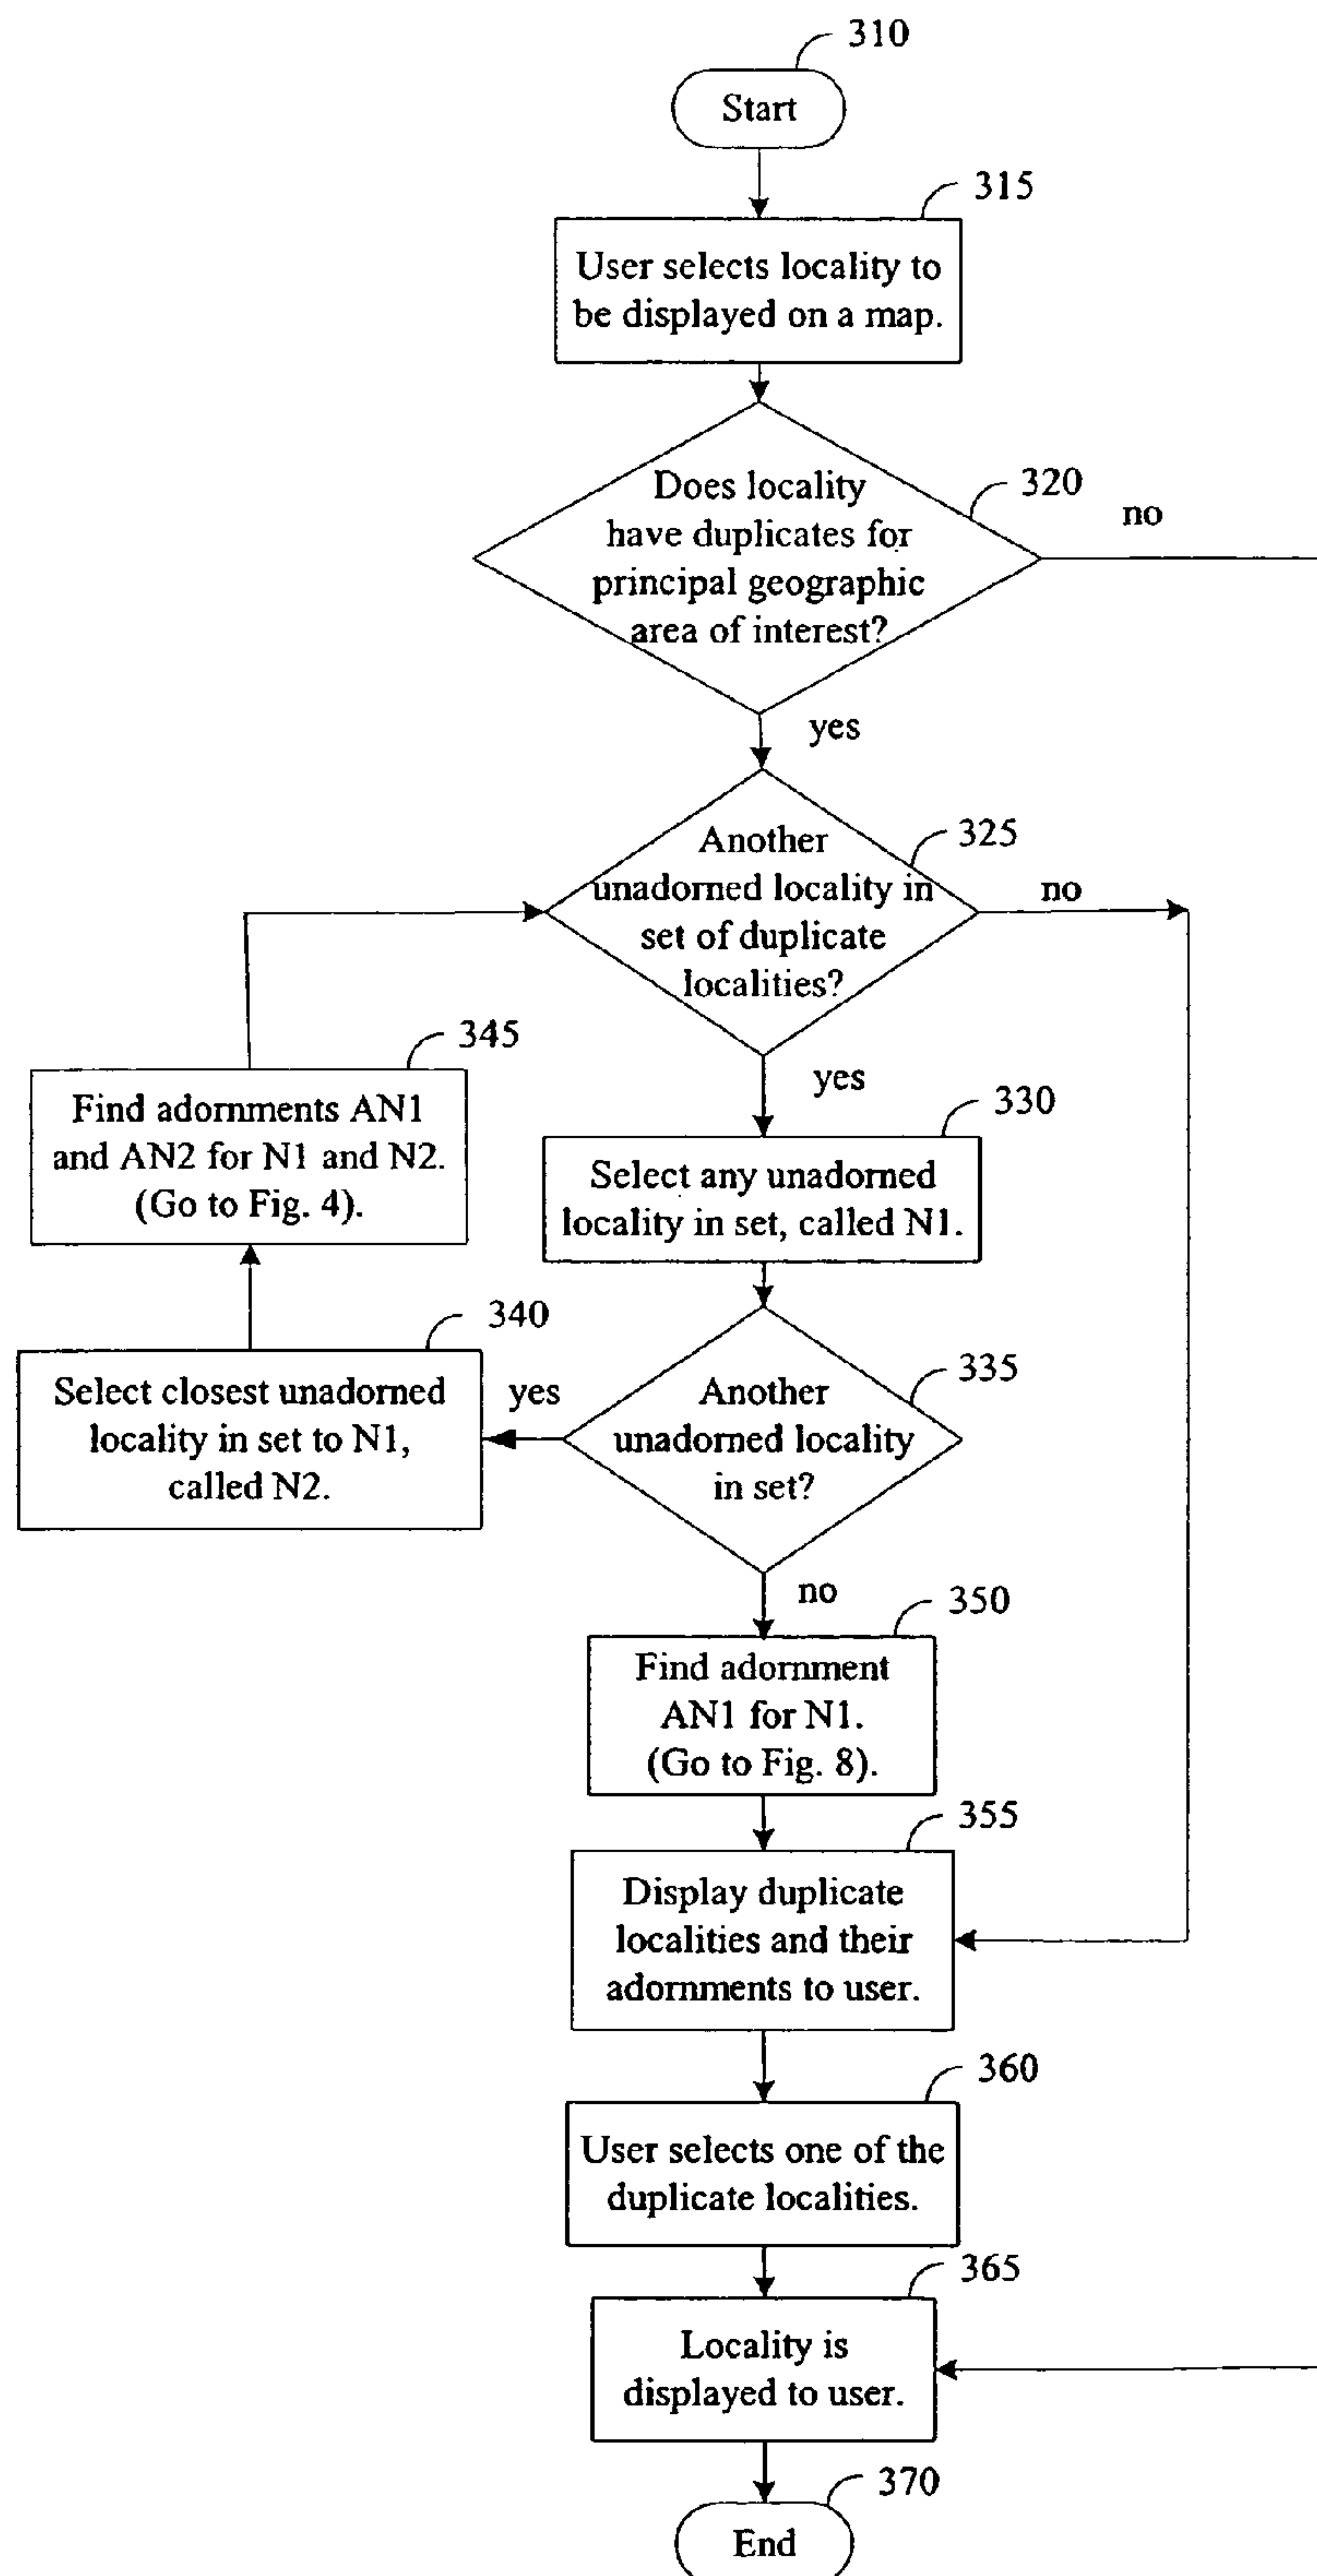 310
Start
315
User selects locality to
be displayed on a map.
320
Does locality
have duplicates for
principal geographic
area of interest?
no
yes
325
Another
unadorned locality in
set of duplicate
localities?
no
345
yes
Find adornments AN1
and AN2 for N1 and N2.
(Go to Fig. 4).
330
Select any unadorned
locality in set, called N1.
340
335
Select closest unadorned
locality in set to N1,
called N2.
yes
Another
unadorned locality
in set?
no
350
Find adornment
AN1 for N1.
(Go to Fig. 8).
355
Display duplicate
localities and their
adornments to user.
360
User selects one of the
duplicate localities.
365
Locality is
displayed to user.
370
End